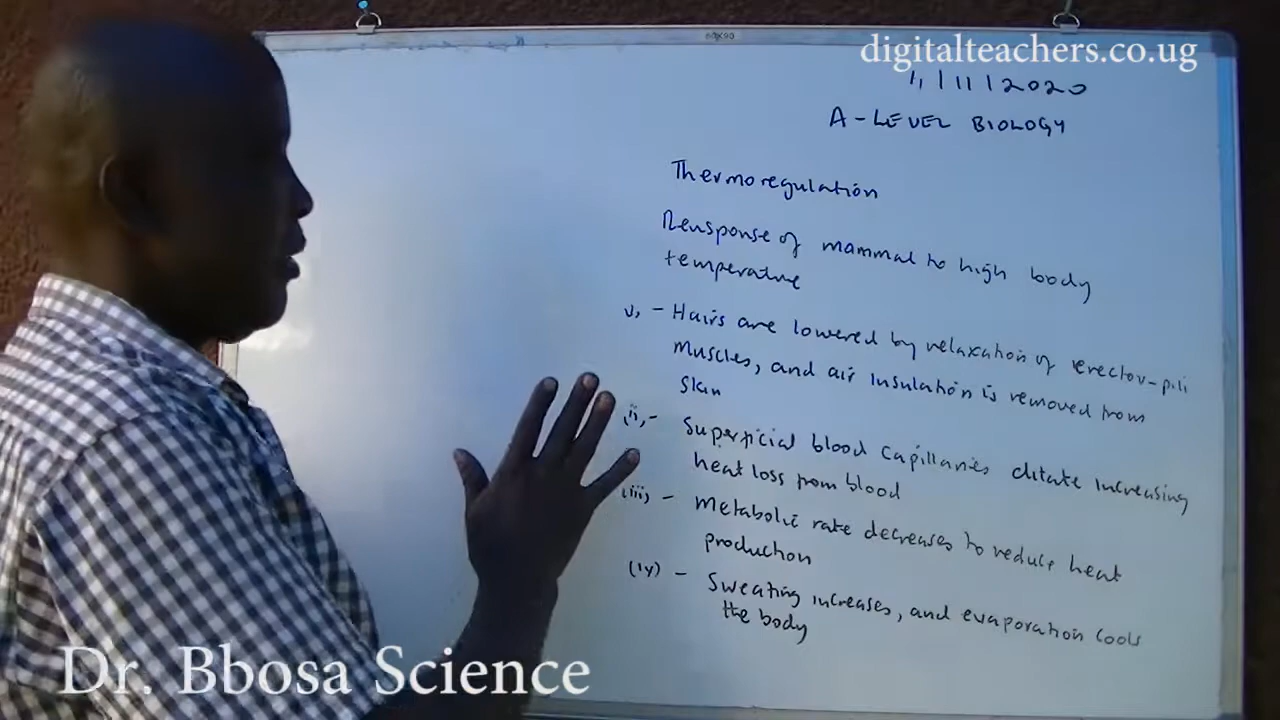 digitalteachers.co.ug
11/11/2020
A-LEVEL BIOLOGY
Thermoregulation
Rensponse of mammal to high body
temperature
- Hairs are lowered by relaxation of erector-pili
muscles, and air insulation is removed from
skin
(ii) - Superficial blood capillaries dilate increasing
heat loss from blood
(iii) - Metabolic rate decreases to reduce heat
production
(iv) - Sweating increases, and evaporation cools
the body
Dr. Bbosa Science